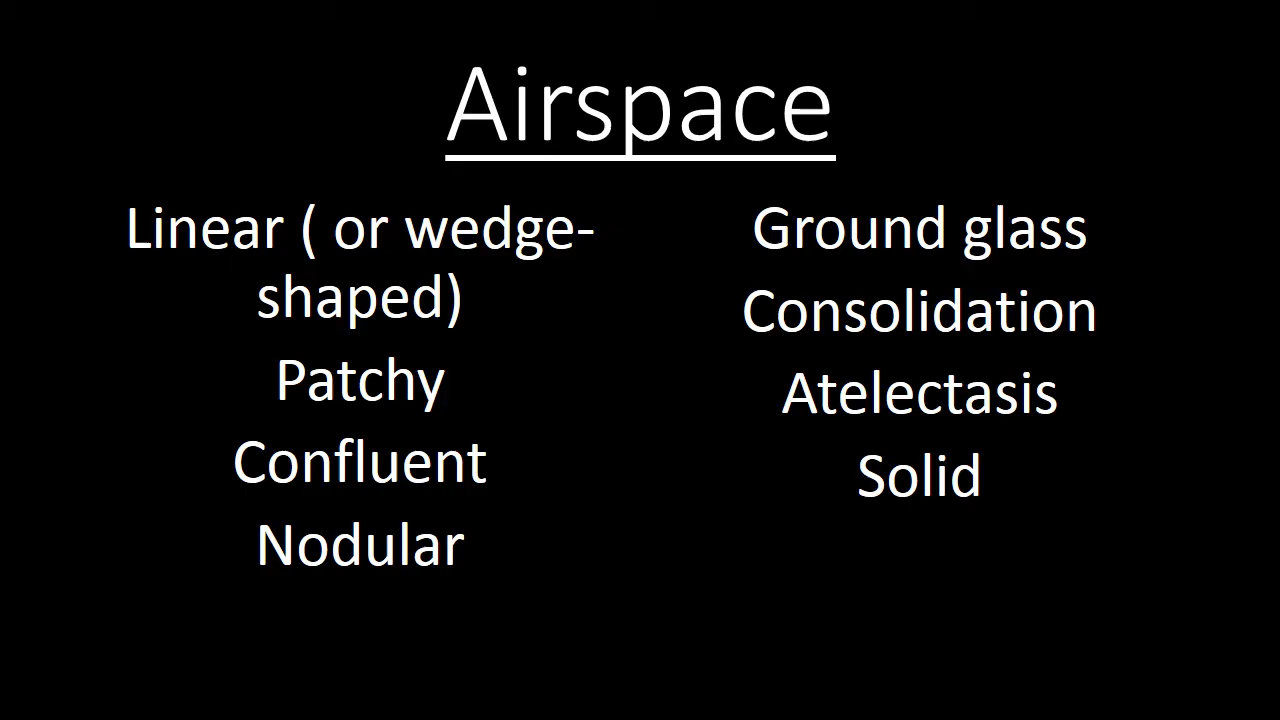 Airspace
Linear ( or wedge-
shaped)
Patchy
Confluent
Nodular
Ground glass
Consolidation
Atelectasis
Solid